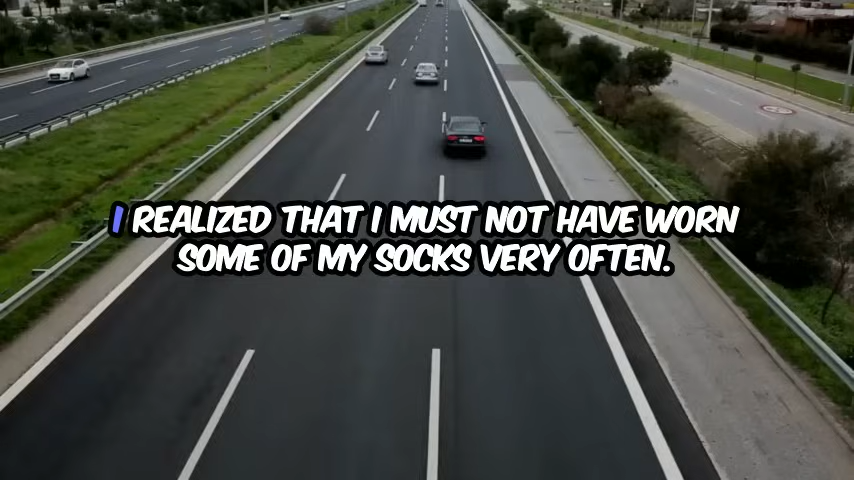 I REALIZED THAT I MUST NOT HAVE WORN
SOME OF MY SOCKS VERY OFTEN.